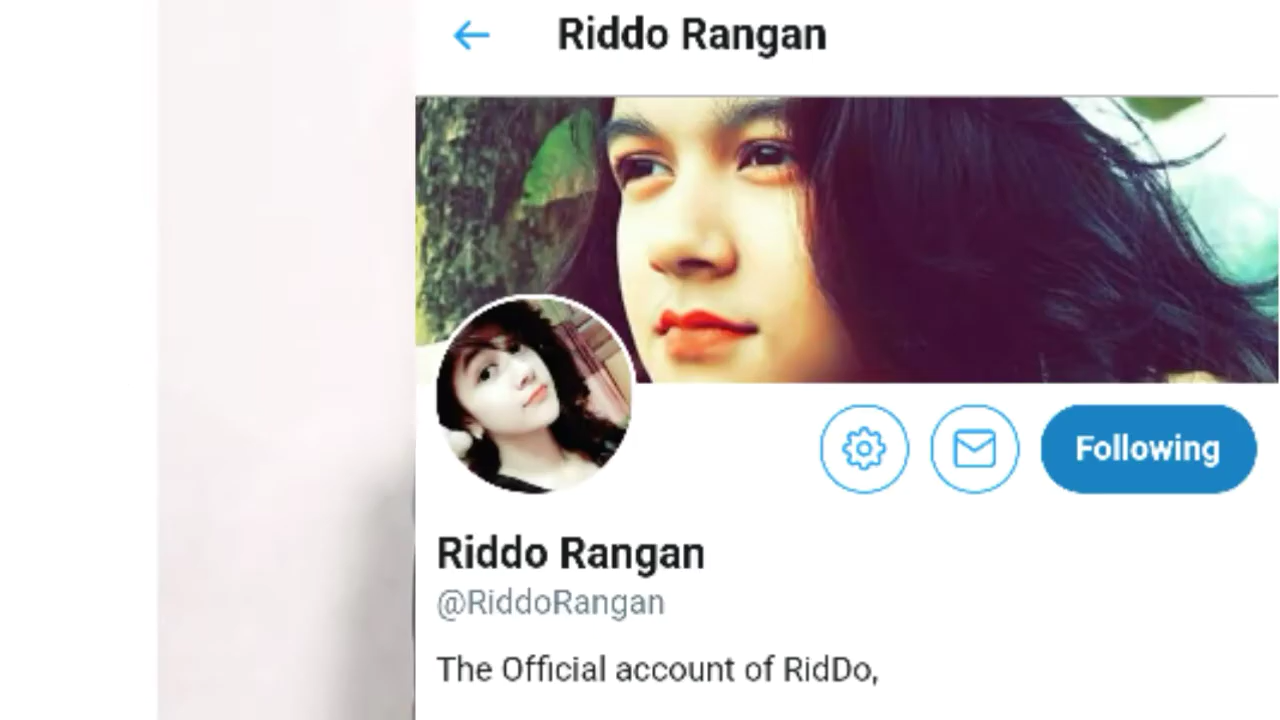 Riddo Rangan
Following
Riddo Rangan
@RiddoRangan
The Official account of RidDo,